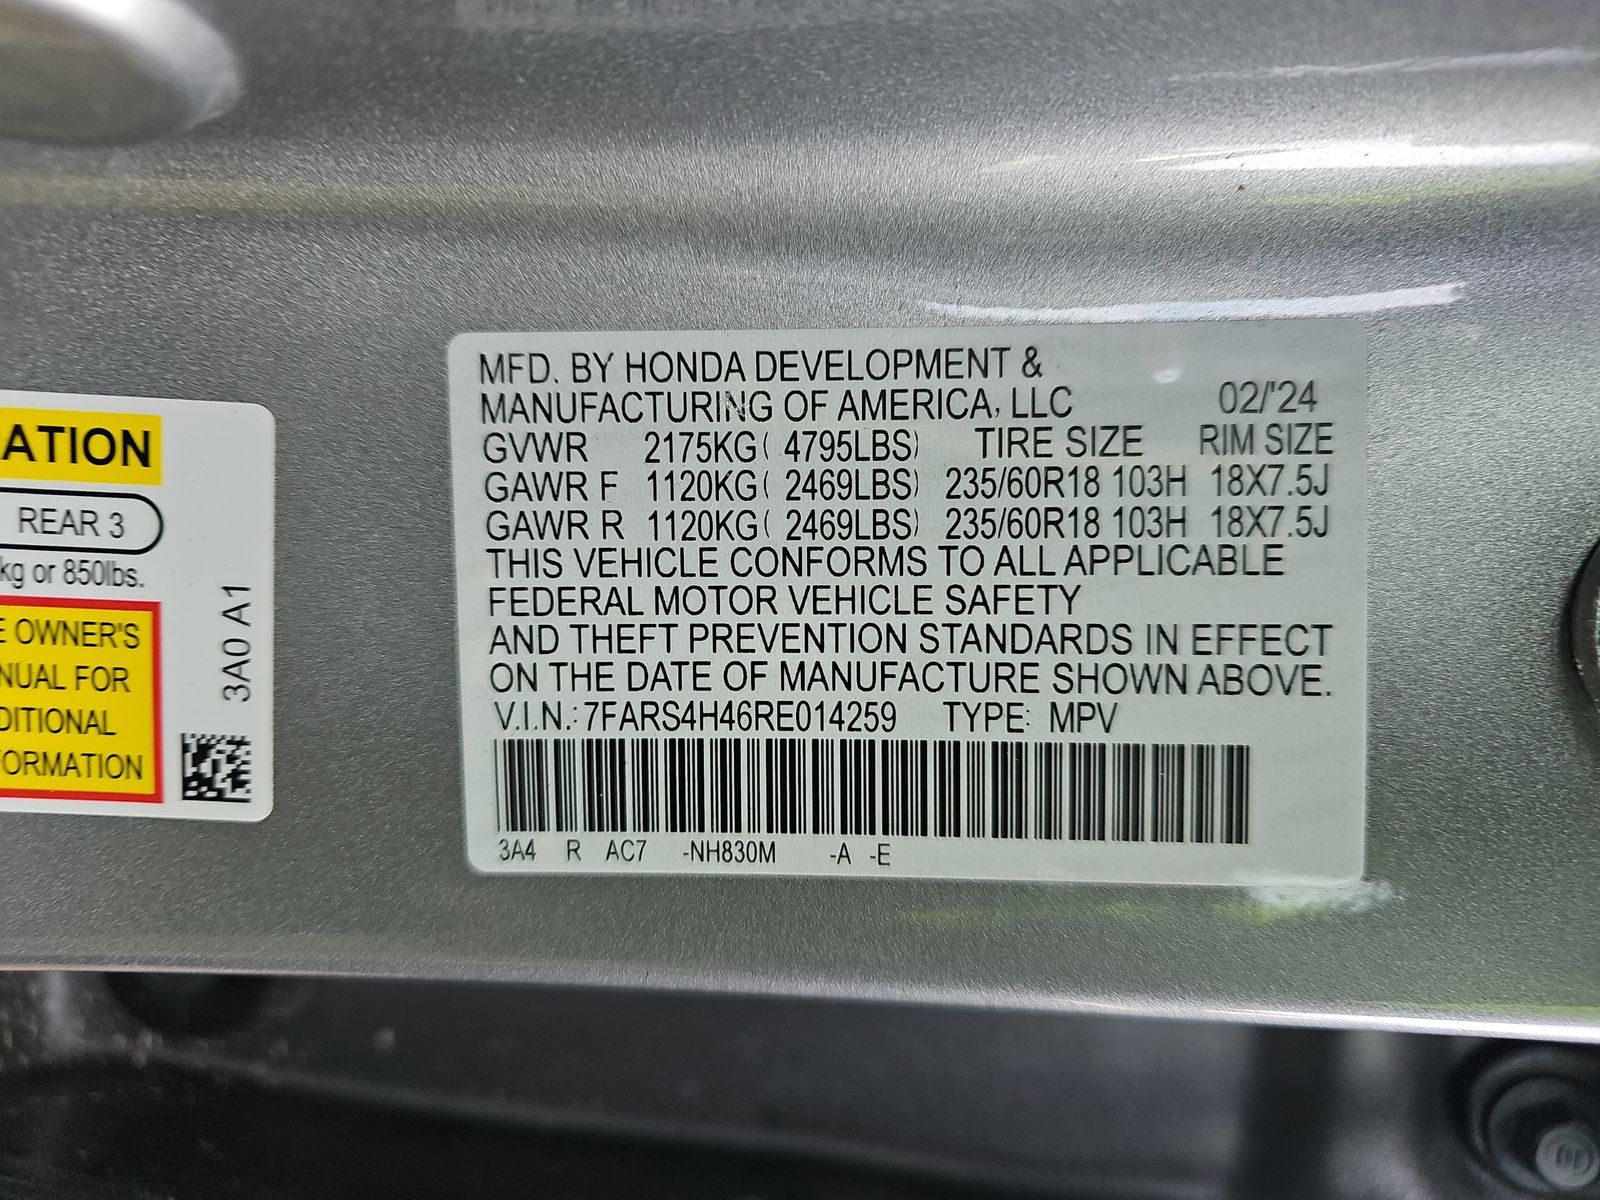 ATION
REAR 3
kg or 850lbs.
E OWNER'S
NUAL FOR
DITIONAL
FORMATION
3A0 A1
MFD. BY HONDA DEVELOPMENT &
MANUFACTURING OF AMERICA, LLC 02/'24
GVWR 2175KG( 4795LBS) TIRE SIZE RIM SIZE
GAWR F 1120KG( 2469LBS) 235/60R18 103H 18X7.5J
GAWR R 1120KG( 2469LBS) 235/60R18 103H 18X7.5J
THIS VEHICLE CONFORMS TO ALL APPLICABLE
FEDERAL MOTOR VEHICLE SAFETY
AND THEFT PREVENTION STANDARDS IN EFFECT
ON THE DATE OF MANUFACTURE SHOWN ABOVE.
V.I.N.: 7FARS4H46RE014259 TYPE: MPV
3A4 R AC7 -NH830M -A -E